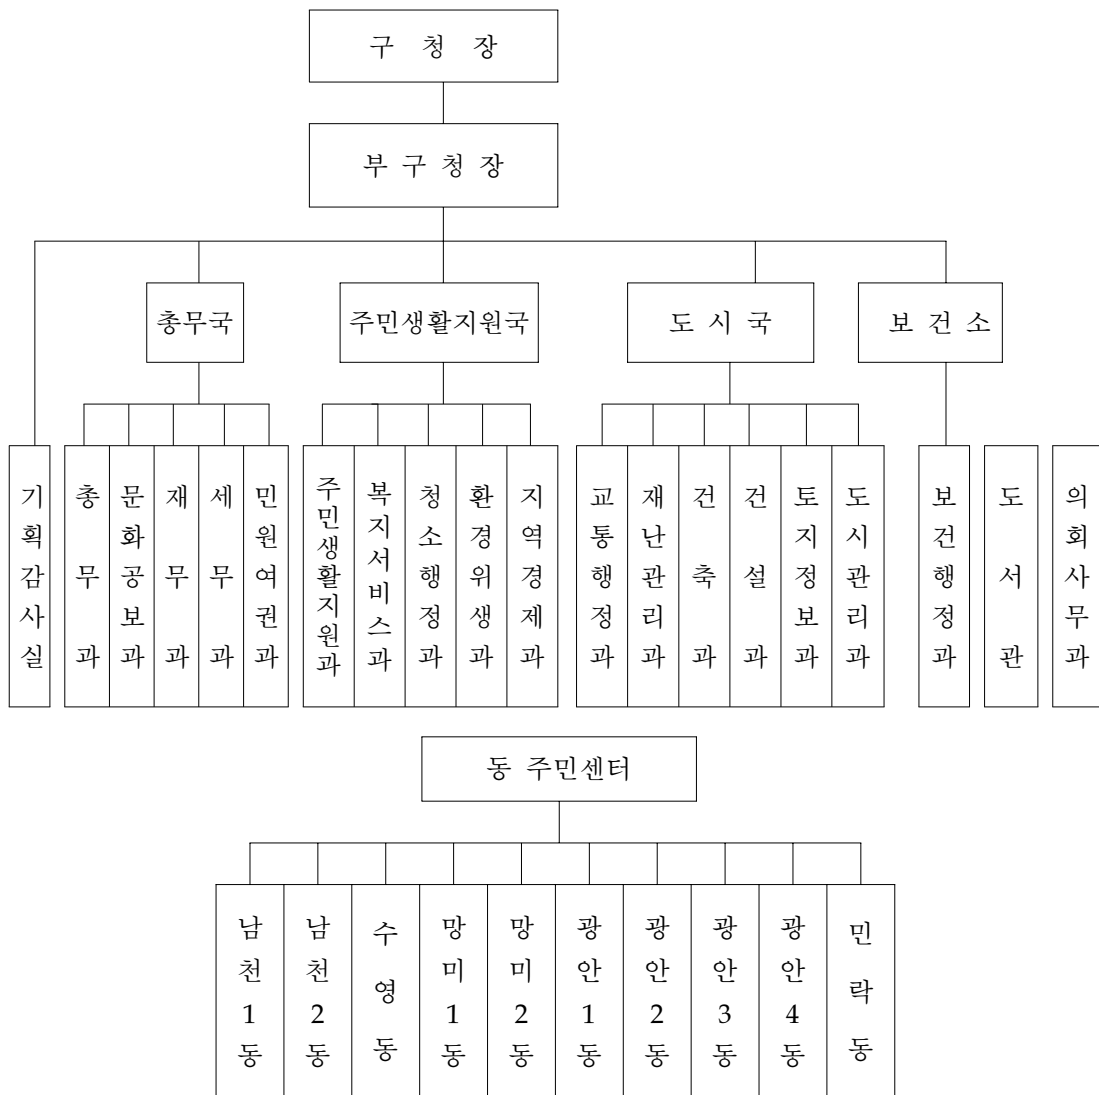 구 청 장
부 구 청 장
총무국
주민생활지원국
도 시 국
보 건 소
기획감사실
총 무 과
문화공보과
재 무 과
세 무 과
민원여권과
주민생활지원과
복지서비스과
청소행정과
환경위생과
지역경제과
교통행정과
재난관리과
건 축 과
건 설 과
토지정보과
도시관리과
보건행정과
도 서 관
의회사무과
동 주민센터
남천1동
남천2동
수영동
망미1동
망미2동
광안1동
광안2동
광안3동
광안4동
민락동